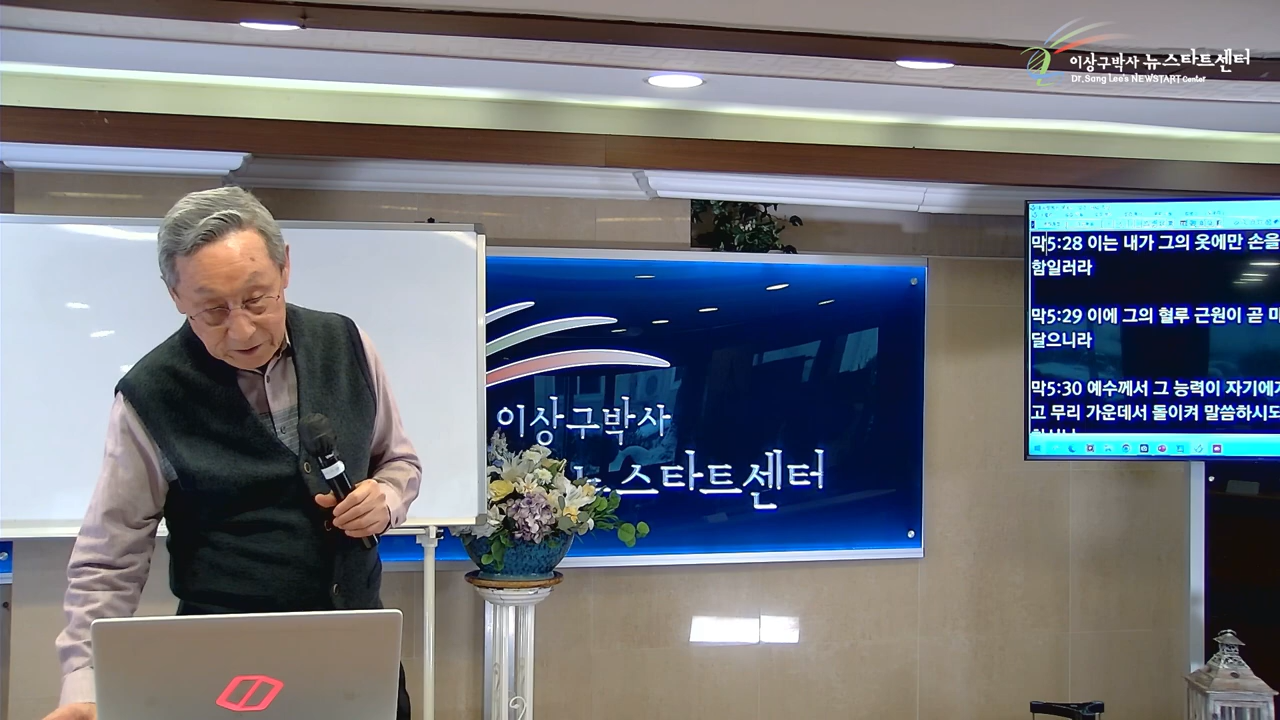 이상구박사 뉴스타트센터
Dr. Sang Lee's NEWSTART Center
이상구박사
뉴스타트센터
막5:28 이는 내가 그의 옷에만 손을
함일러라
막5:29 이에 그의 혈루 근원이 곧 마
달으니라
막5:30 예수께서 그 능력이 자기에게
고 무리 가운데서 돌이켜 말씀하시되